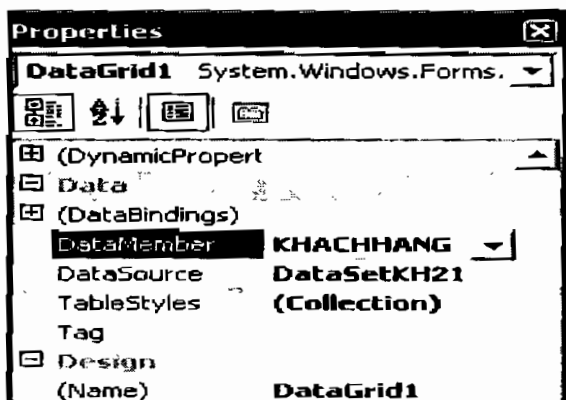 Properties
DataGrid1 System.Windows.Forms.
(DynamicPropert
Data
(DataBindings)
DataMember KHACHHANG
DataSource DataSetKH21
TableStyles (Collection)
Tag
Design
(Name) DataGrid1